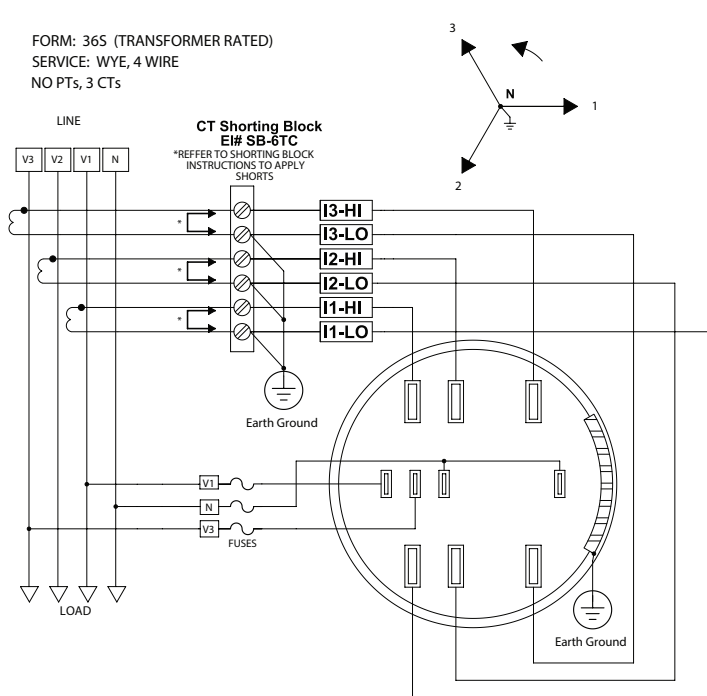 FORM: 36S (TRANSFORMER RATED)
SERVICE: WYE, 4 WIRE
NO PTs, 3 CTs
3
N
1
2
LINE
V3 V2 V1 N
CT Shorting Block
EI# SB-6TC
*REFFER TO SHORTING BLOCK
INSTRUCTIONS TO APPLY
SHORTS
I3-HI
* I3-LO
I2-HI
* I2-LO
I1-HI
* I1-LO
Earth Ground
V1
N
V3
FUSES
LOAD
Earth Ground